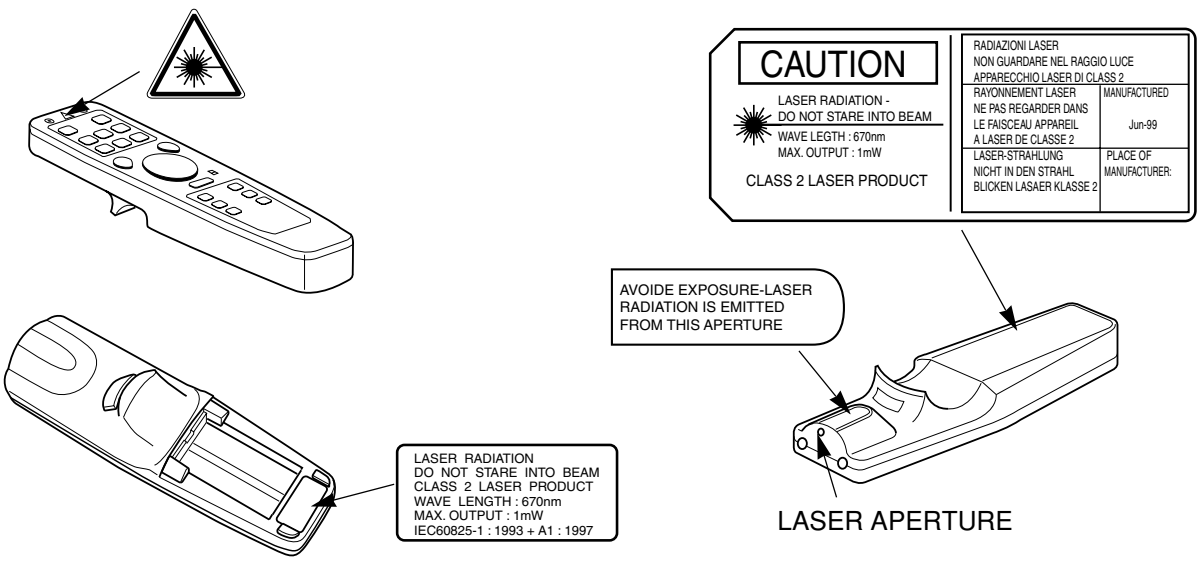 CAUTION
LASER RADIATION -
DO NOT STARE INTO BEAM
WAVE LEGTH : 670nm
MAX. OUTPUT : 1mW
CLASS 2 LASER PRODUCT
RADIAZIONI LASER
NON GUARDARE NEL RAGGIO LUCE
APPARECCHIO LASER DI CLASS 2
RAYONNEMENT LASER
NE PAS REGARDER DANS
LE FAISCEAU APPAREIL
A LASER DE CLASSE 2
MANUFACTURED
Jun-99
LASER-STRAHLUNG
NICHT IN DEN STRAHL
BLICKEN LASAER KLASSE 2
PLACE OF
MANUFACTURER:
AVOIDE EXPOSURE-LASER
RADIATION IS EMITTED
FROM THIS APERTURE
LASER RADIATION
DO NOT STARE INTO BEAM
CLASS 2 LASER PRODUCT
WAVE LENGTH : 670nm
MAX. OUTPUT : 1mW
IEC60825-1 : 1993 + A1 : 1997
LASER APERTURE